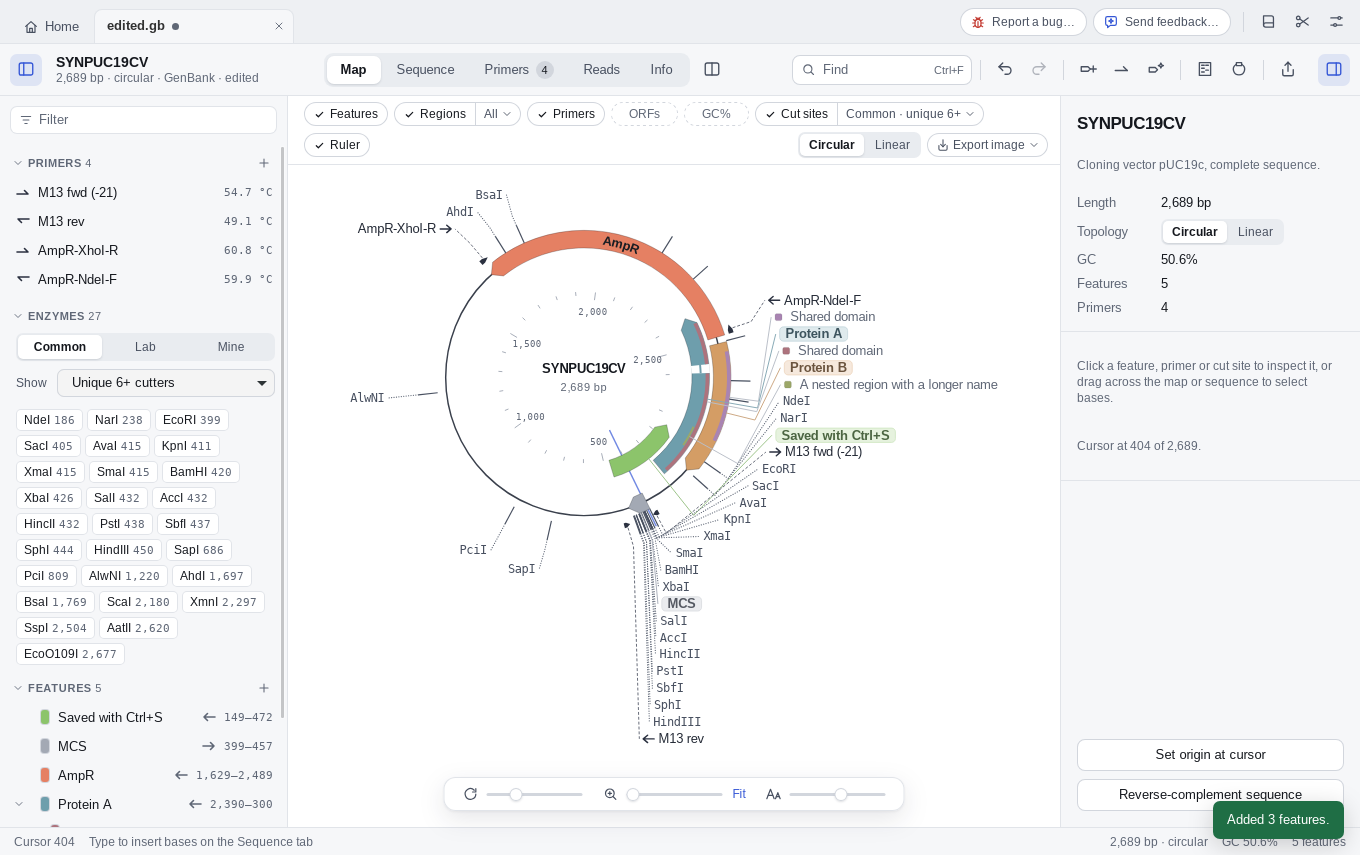 Home
edited.gb
Report a bug…
Send feedback…
SYNPUC19CV
2,689 bp · circular · GenBank · edited
Map
Sequence
Primers 4
Reads
Info
Find
Ctrl+F
Filter
PRIMERS 4
M13 fwd (-21) 54.7 °C
M13 rev 49.1 °C
AmpR-XhoI-R 60.8 °C
AmpR-NdeI-F 59.9 °C
ENZYMES 27
Common Lab Mine
Show Unique 6+ cutters
NdeI 186 NarI 238 EcoRI 399
SacI 405 AvaI 415 KpnI 411
XmaI 415 SmaI 415 BamHI 420
XbaI 426 SalI 432 AccI 432
HincII 432 PstI 438 SbfI 437
SphI 444 HindIII 450 SapI 686
PciI 809 AlwNI 1,220 AhdI 1,697
BsaI 1,769 ScaI 2,180 XmnI 2,297
SspI 2,504 AatII 2,620
EcoO109I 2,677
FEATURES 5
Saved with Ctrl+S 149–472
MCS 399–457
AmpR 1,629–2,489
Protein A 2,390–300
Features
Regions All
Primers
ORFs
GC%
Cut sites Common · unique 6+
Ruler
Circular Linear
Export image
BsaI
AhdI
AmpR-XhoI-R
AmpR
AmpR-NdeI-F
Shared domain
Protein A
Shared domain
Protein B
A nested region with a longer name
NdeI
NarI
Saved with Ctrl+S
M13 fwd (-21)
EcoRI
SacI
AvaI
KpnI
XmaI
SmaI
BamHI
XbaI
MCS
SalI
AccI
HincII
PstI
SbfI
SphI
HindIII
M13 rev
SapI
PciI
AlwNI
2,000
1,500
2,500
SYNPUC19CV
2,689 bp
1,000
500
Fit
SYNPUC19CV
Cloning vector pUC19c, complete sequence.
Length 2,689 bp
Topology Circular Linear
GC 50.6%
Features 5
Primers 4
Click a feature, primer or cut site to inspect it, or
drag across the map or sequence to select
bases.
Cursor at 404 of 2,689.
Set origin at cursor
Reverse-complement sequence
Added 3 features.
Cursor 404 Type to insert bases on the Sequence tab
2,689 bp · circular GC 50.6% 5 features